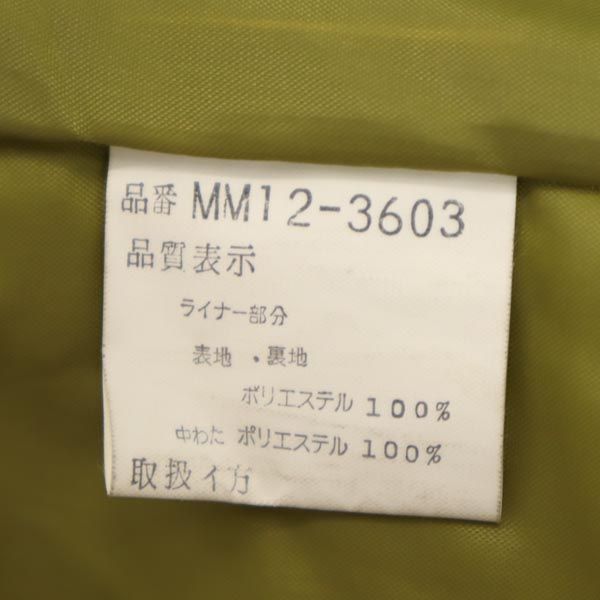 品番 MM12-3603
品質表示
ライナー部分
表地・裏地
ポリエステル 100%
中わた ポリエステル 100%
取扱イ方